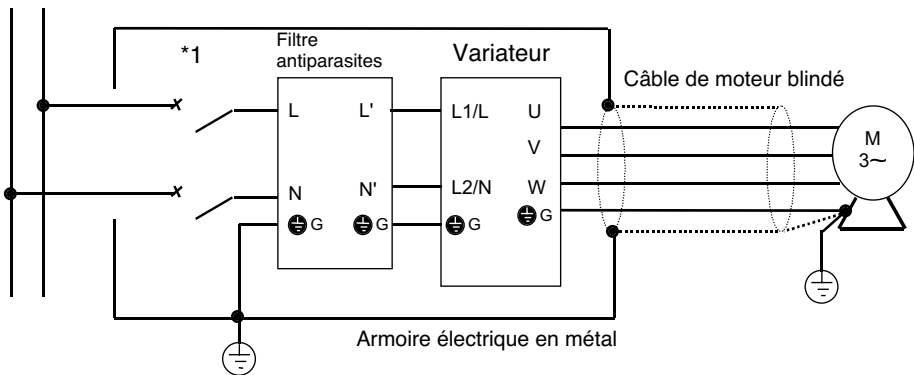 *1
Filtre
antiparasites
Variateur
Câble de moteur blindé
L
L'
L1/L
U
V
M
3~
N
N'
L2/N
W
G
G
G
G
Armoire électrique en métal